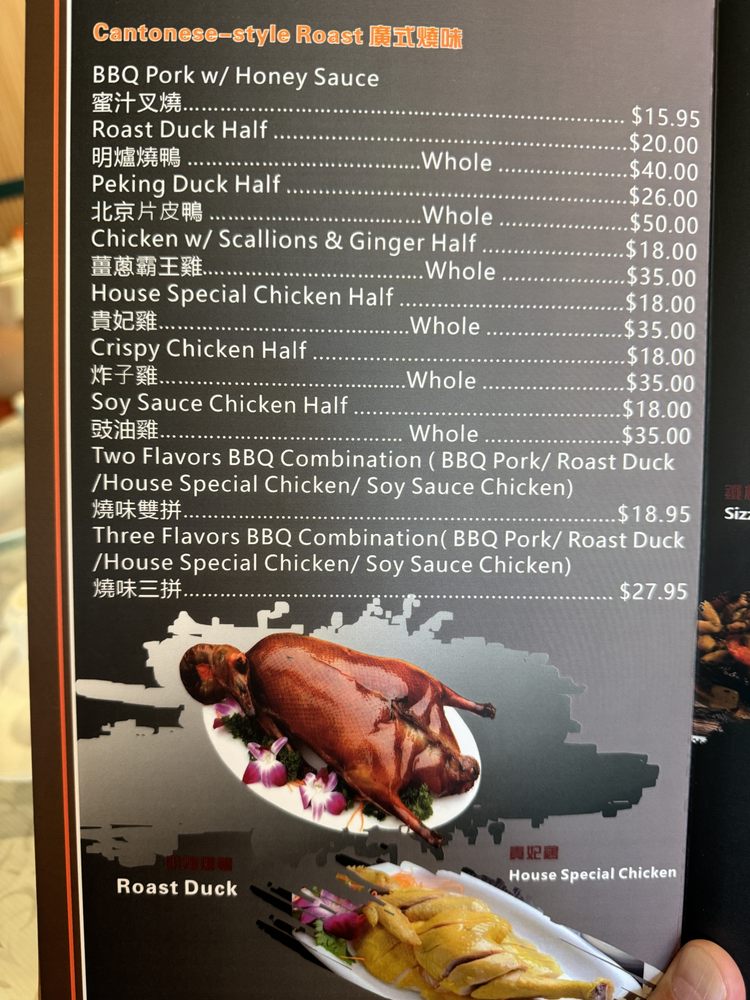 Cantonese-style Roast 廣式燒味
BBQ Pork w/ Honey Sauce
蜜汁叉燒 $15.95
Roast Duck Half $20.00
明爐燒鴨 Whole $40.00
Peking Duck Half $26.00
北京片皮鴨 Whole $50.00
Chicken w/ Scallions & Ginger Half $18.00
薑蔥霸王雞 Whole $35.00
House Special Chicken Half $18.00
貴妃雞 Whole $35.00
Crispy Chicken Half $18.00
炸子雞 Whole $35.00
Soy Sauce Chicken Half $18.00
豉油雞 Whole $35.00
Two Flavors BBQ Combination ( BBQ Pork/ Roast Duck
/House Special Chicken/ Soy Sauce Chicken)
燒味雙拼 $18.95
Three Flavors BBQ Combination( BBQ Pork/ Roast Duck
/House Special Chicken/ Soy Sauce Chicken)
燒味三拼 $27.95
Roast Duck
貴妃雞
House Special Chicken